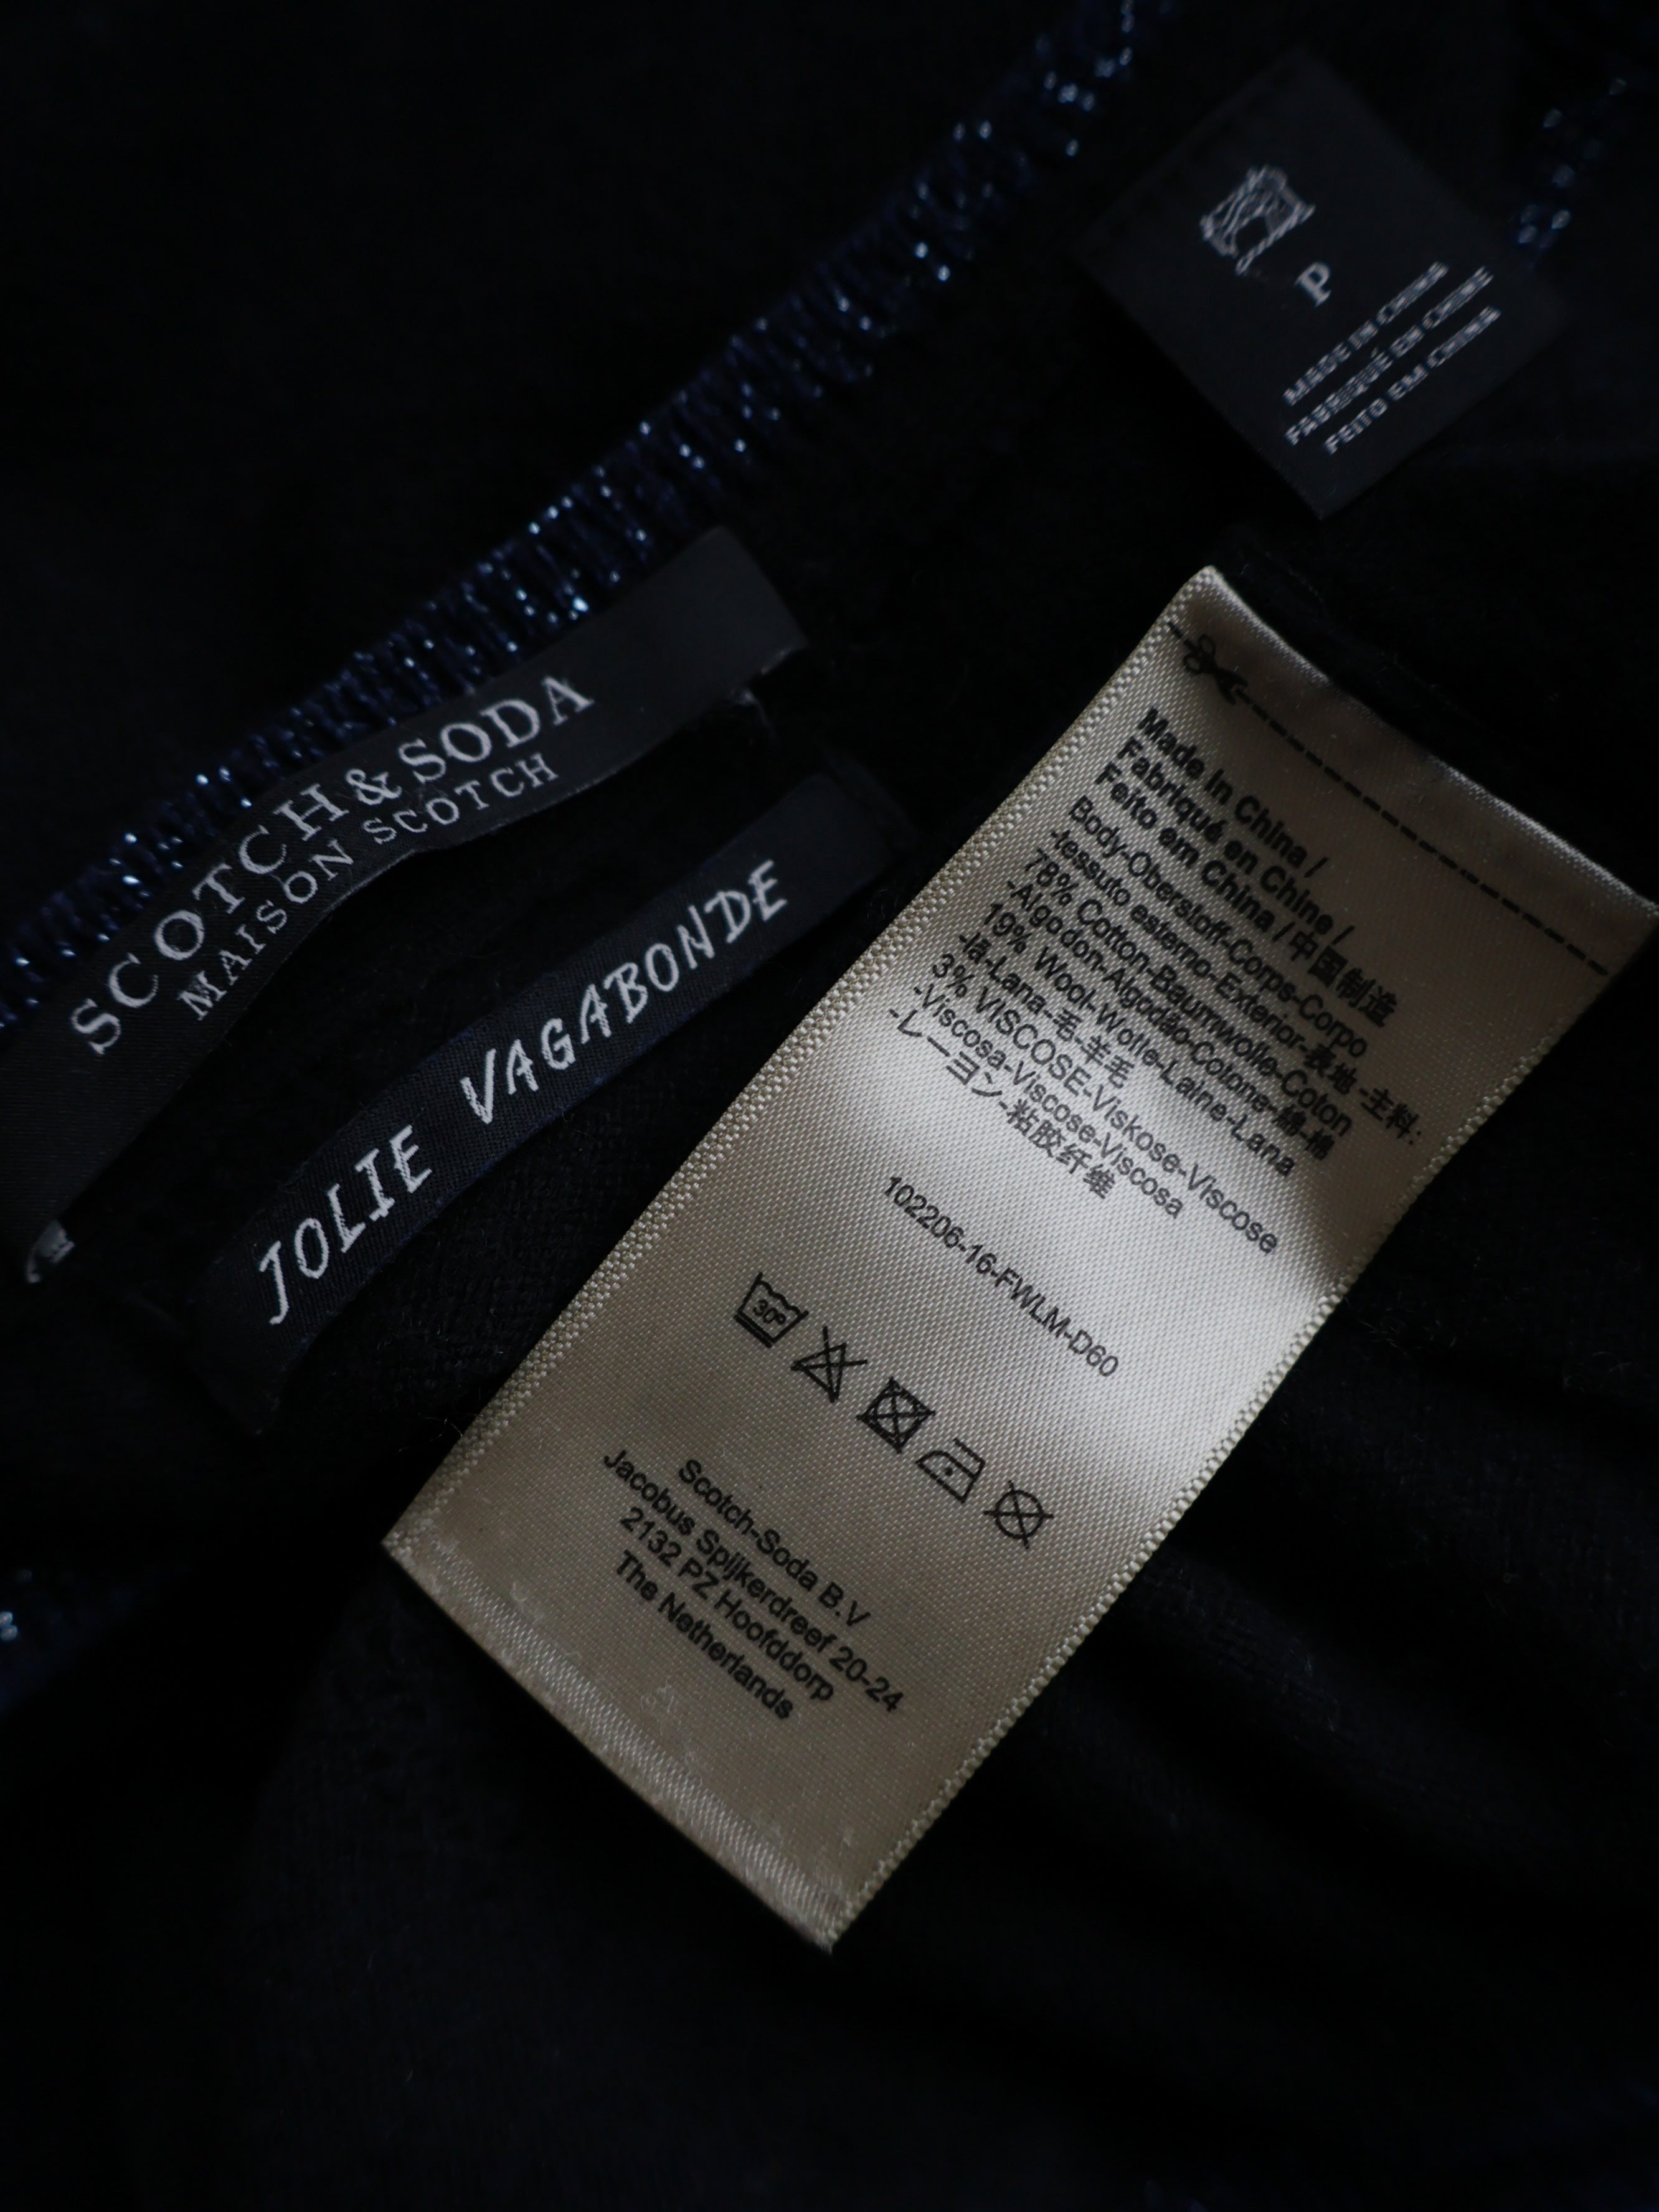 P
MADE IN CHINA
FABRIQUÉ EN CHINE
FEITO EM CHINA
SCOTCH & SODA
MAISON SCOTCH
JOLIE VAGABONDE
Made In China /
Fabriqué en Chine /
Feito em China / 中国制造
Body-Oberstoff-Corps-Corpo
-tessuto esterno-Exterior-表地-主料:
78% Cotton-Baumwolle-Coton
-Algodon-Algodão-Cotone-綿-棉
19% Wool-Wolle-Laine-Lana
-lã-Lana-毛-羊毛
3% VISCOSE-Viskose-Viscose
-Viscosa-Viscose-Viscosa
-レーヨン-粘胶纤维
102206-16-FWLM-D60
30°
Scotch-Soda B.V
Jacobus Spijkerdreef 20-24
2132 PZ Hoofddorp
The Netherlands